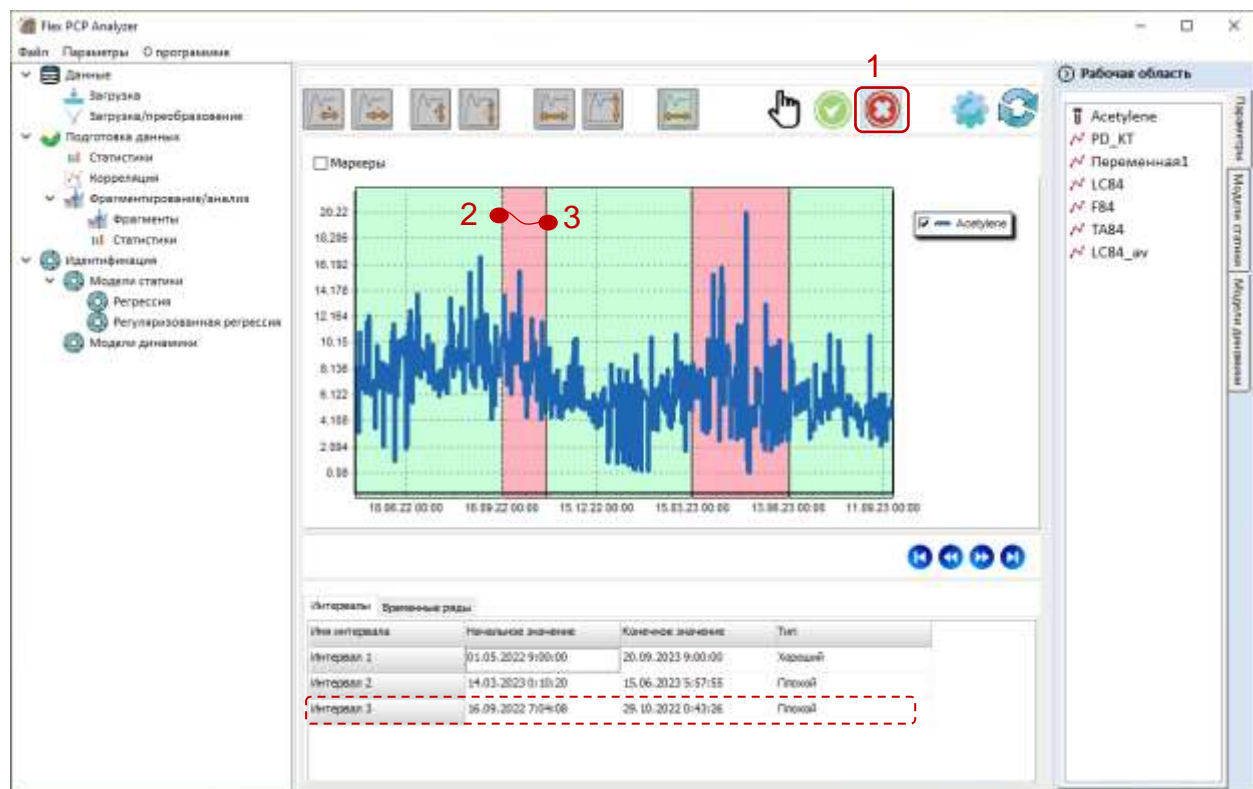 Flex PCP Analyzer
Файл Параметры О программе
Данные
Загрузка
Загрузка/преобразование
Подготовка данных
Статистики
Корреляция
Фрагментирование/анализ
Фрагменты
Статистики
Идентификация
Модели статики
Регрессия
Регуляризованная регрессия
Модели динамики
1
Маркеры
2 3
20.22
18.206
16.192
14.178
12.164
10.15
8.136
6.122
4.108
2.094
0.08
18.06.22 00:00 16.09.22 00:00 15.12.22 00:00 15.03.23 00:00 13.06.23 00:00 11.09.23 00:00
Acetylene
Интервалы Временные ряды
Имя интервала Начальное значение Конечное значение Тип
Интервал 1 01.05.2022 9:00:00 20.09.2023 9:00:00 Хороший
Интервал 2 14.03.2023 0:10:20 15.06.2023 5:57:55 Плохой
Интервал 3 16.09.2022 7:04:08 29.10.2022 0:43:26 Плохой
Рабочая область
Acetylene
PD_KT
Переменная1
LC84
F84
TA84
LC84_av
Параметры
Модели статики
Модели динамики